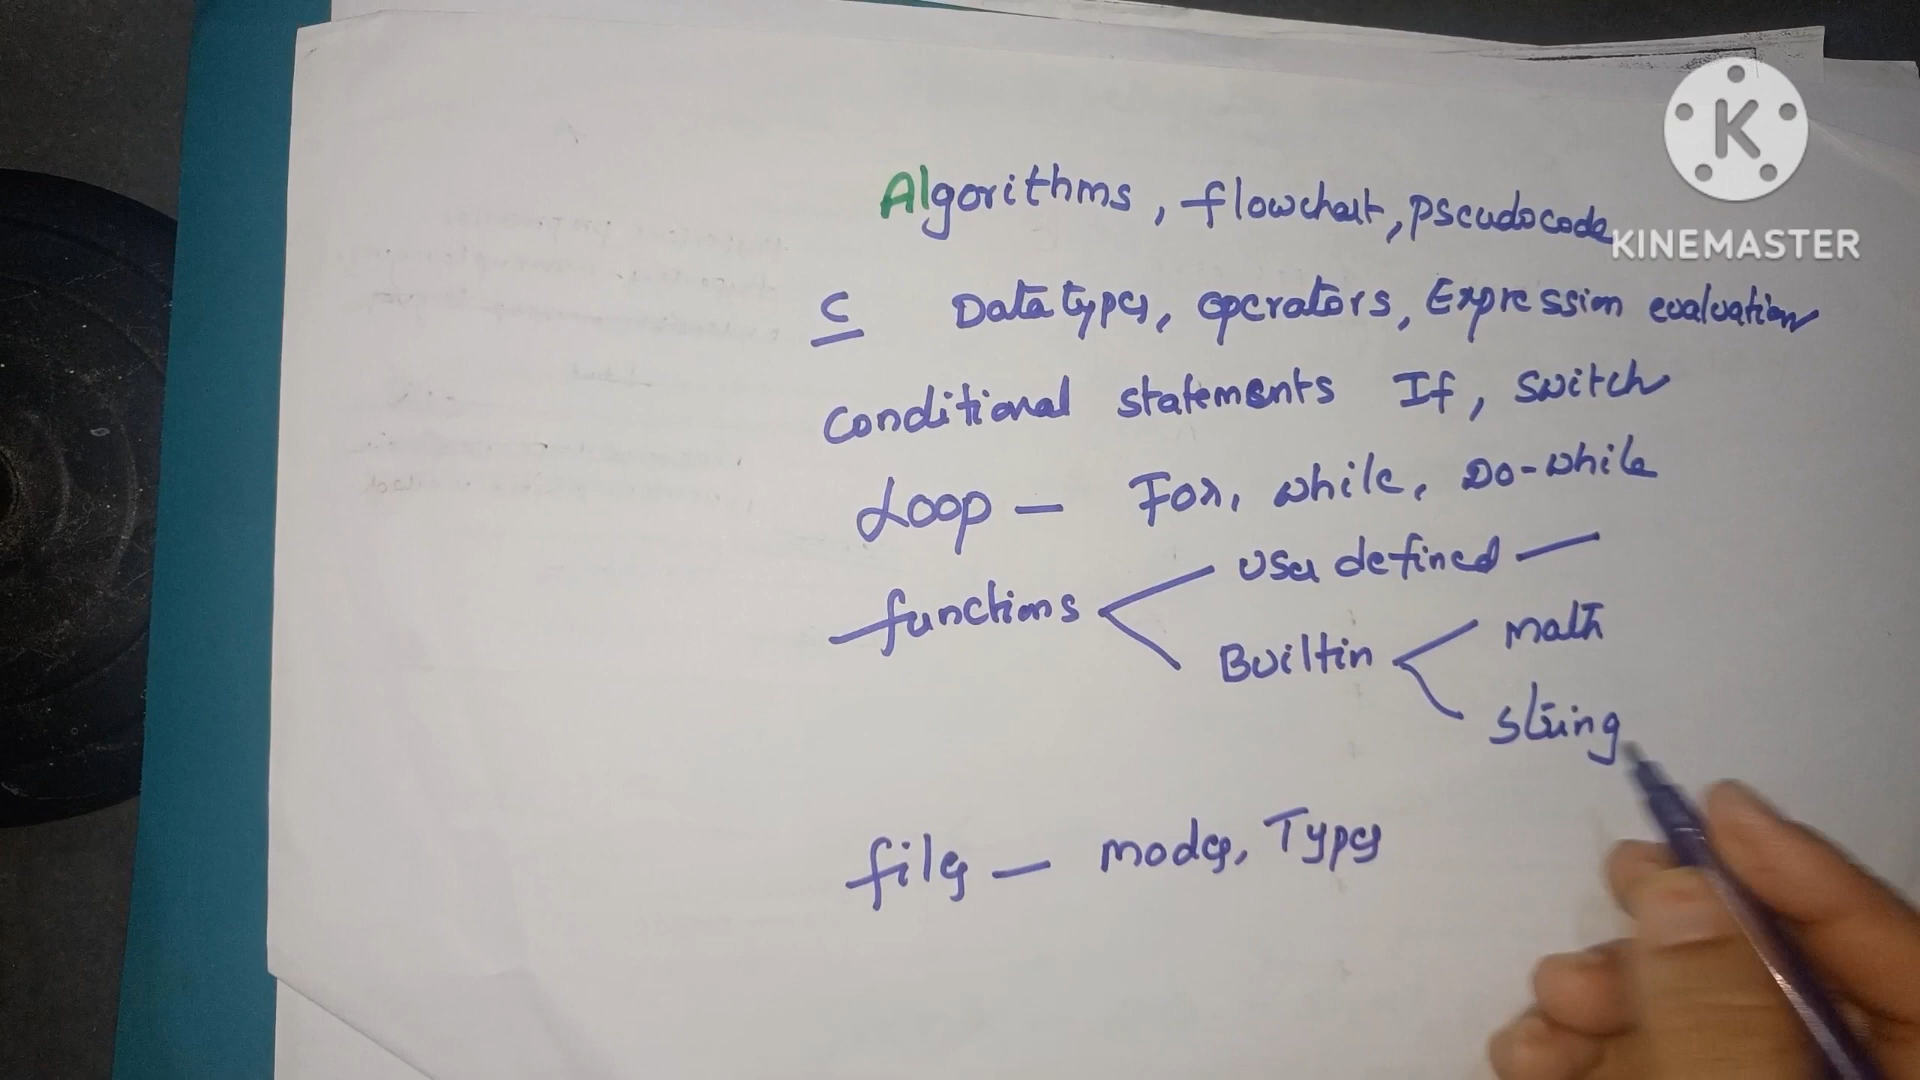 Algorithms, flowchart, pseudocode
KINEMASTER
C Datatypes, operators, Expression evaluation
Conditional statements If, switch
Loop — For, while, Do-while
functions
User defined —
Builtin
math
string
files — modes, Types